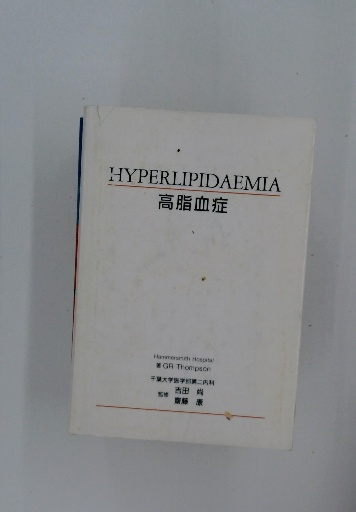 HYPERLIPIDAEMIA
高脂血症
Hammersmith Hospital
著 GR Thompson
千葉大学医学部第二内科
監修 吉田 尚
齋藤 康